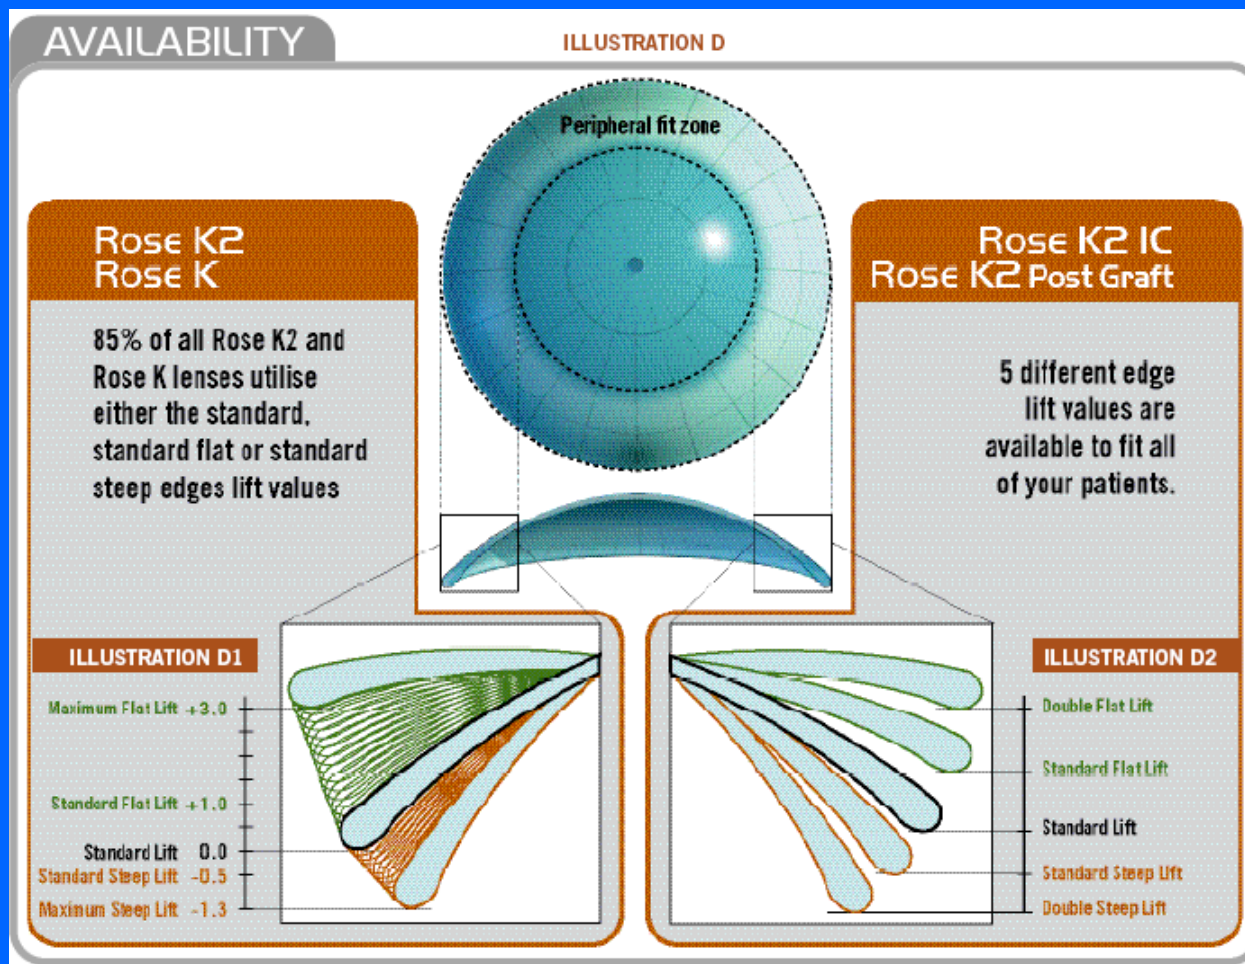 AVAILABILITY
ILLUSTRATION D
Peripheral fit zone
Rose K2
Rose K
85% of all Rose K2 and
Rose K lenses utilise
either the standard,
standard flat or standard
steep edges lift values
Rose K2 IC
Rose K2 Post Graft
5 different edge
lift values are
available to fit all
of your patients.
ILLUSTRATION D1
Maximum Flat Lift +3.0
Standard Flat Lift +1.0
Standard Lift 0.0
Standard Steep Lift -0.5
Maximum Steep Lift -1.3
ILLUSTRATION D2
Double Flat Lift
Standard Flat Lift
Standard Lift
Standard Steep Lift
Double Steep Lift